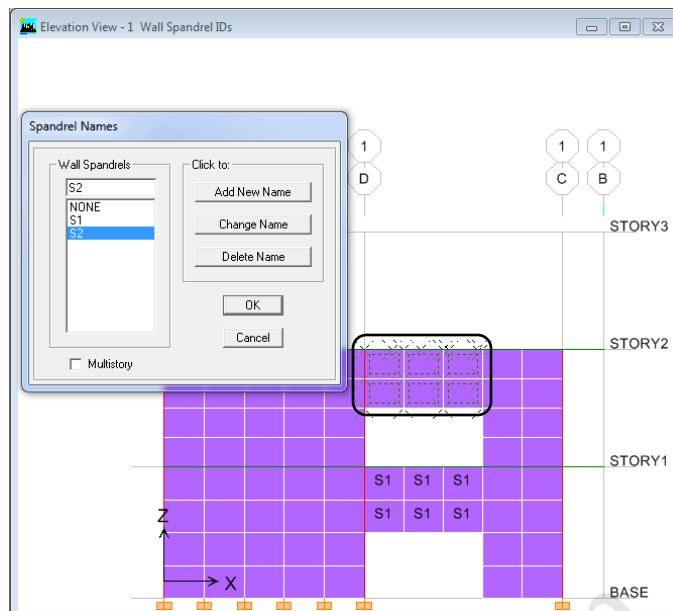 Elevation View - 1 Wall Spandrel IDs
Spandrel Names
Wall Spandrels
S2
NONE
S1
S2
Multistory
Click to:
Add New Name
Change Name
Delete Name
OK
Cancel
1 1 1
D C B
STORY3
STORY2
STORY1
S1 S1 S1
S1 S1 S1
Z
X
BASE